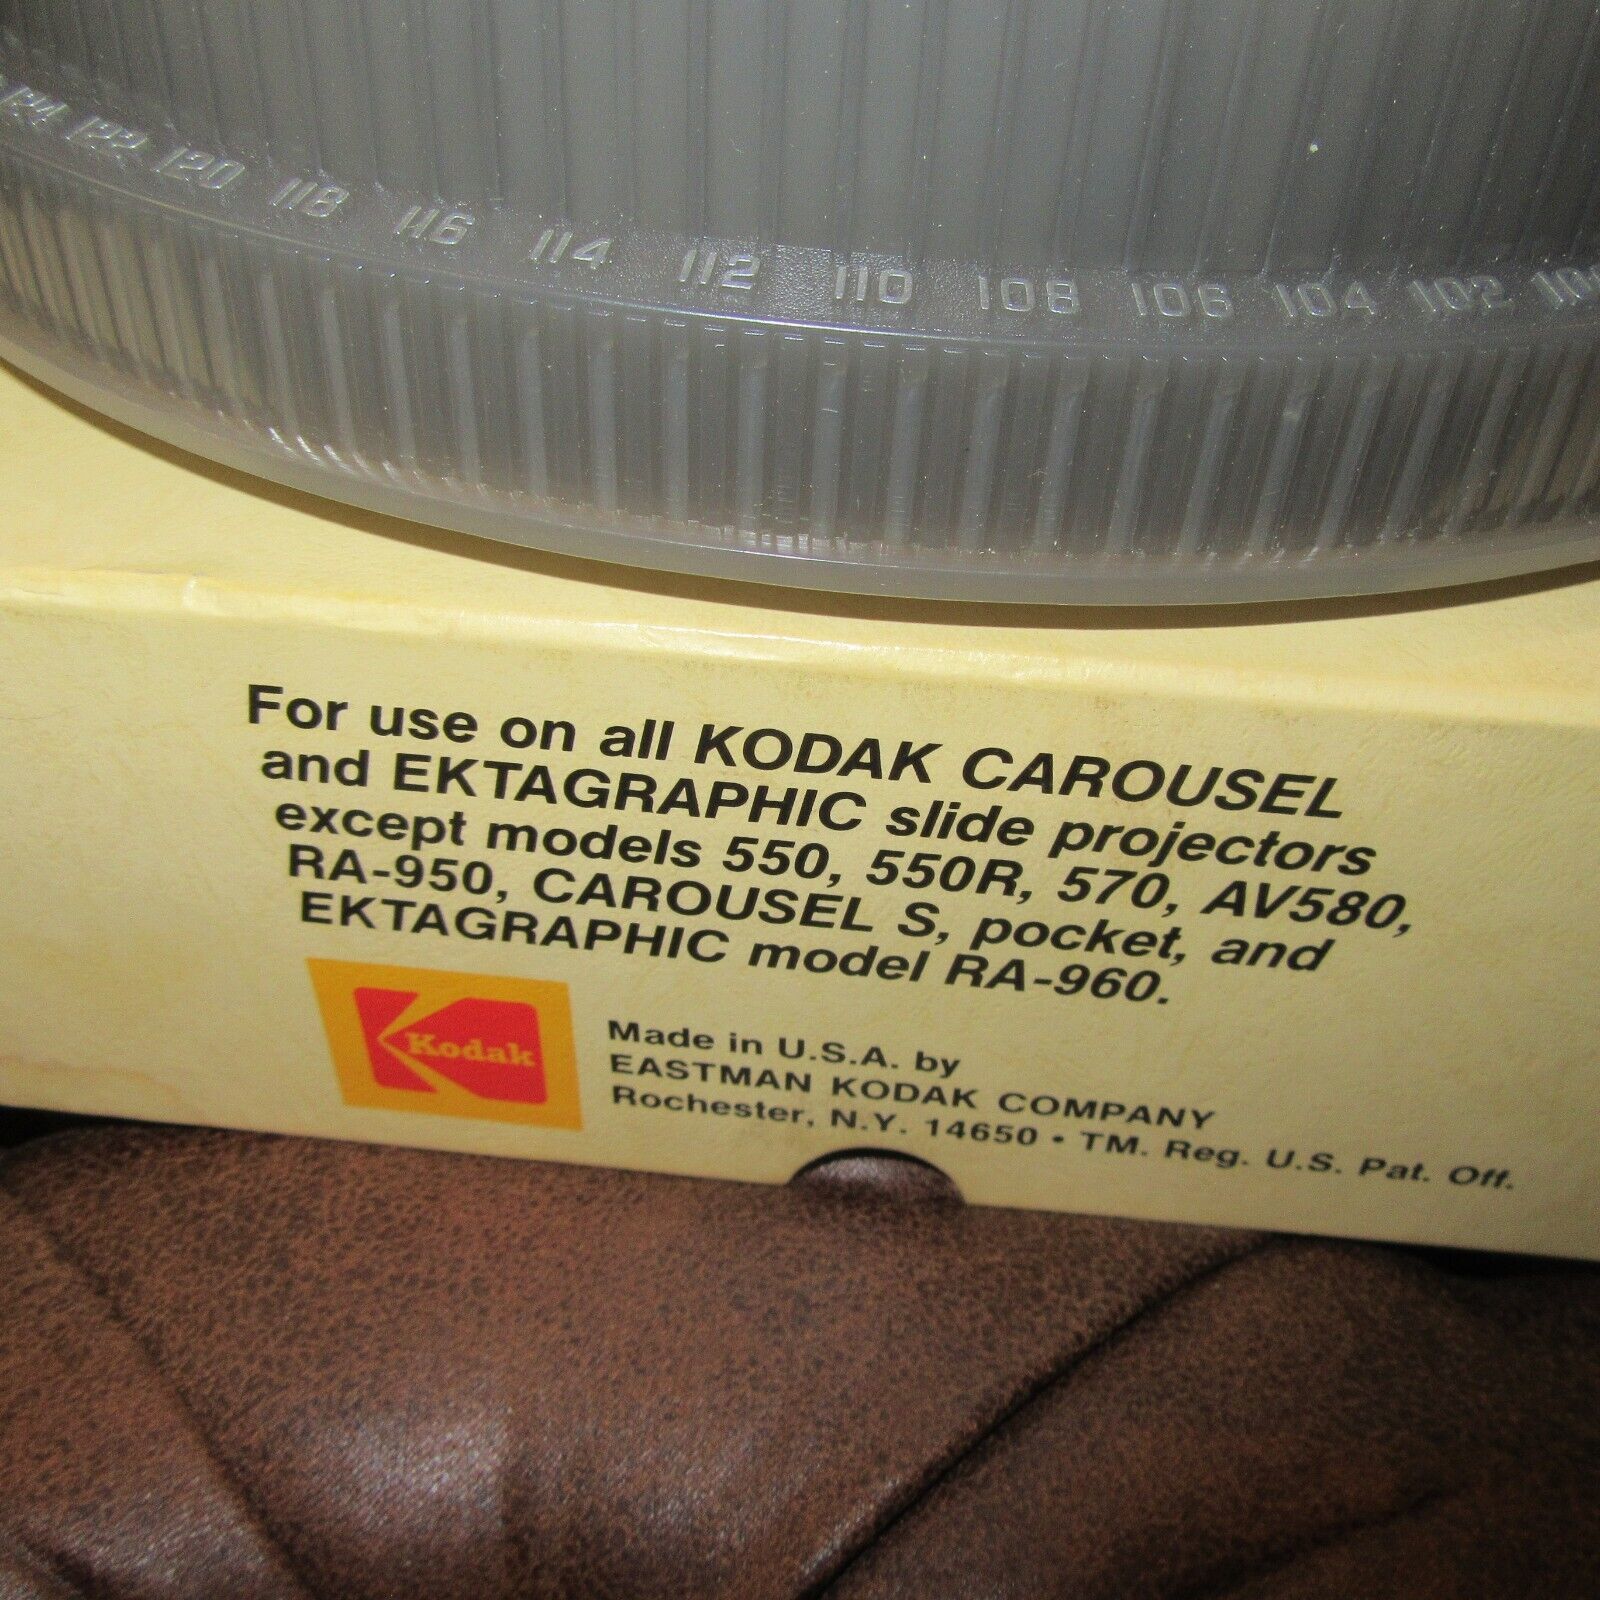 124 122 120 118 116 114 112 110 108 106 104 102
For use on all KODAK CAROUSEL
and EKTAGRAPHIC slide projectors
except models 550, 550R, 570, AV580,
RA-950, CAROUSEL S, pocket, and
EKTAGRAPHIC model RA-960.
Kodak
Made in U.S.A. by
EASTMAN KODAK COMPANY
Rochester, N.Y. 14650 • TM. Reg. U.S. Pat. Off.